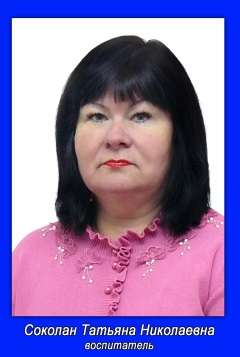 Соколан Татьяна Николаевна
воспитатель